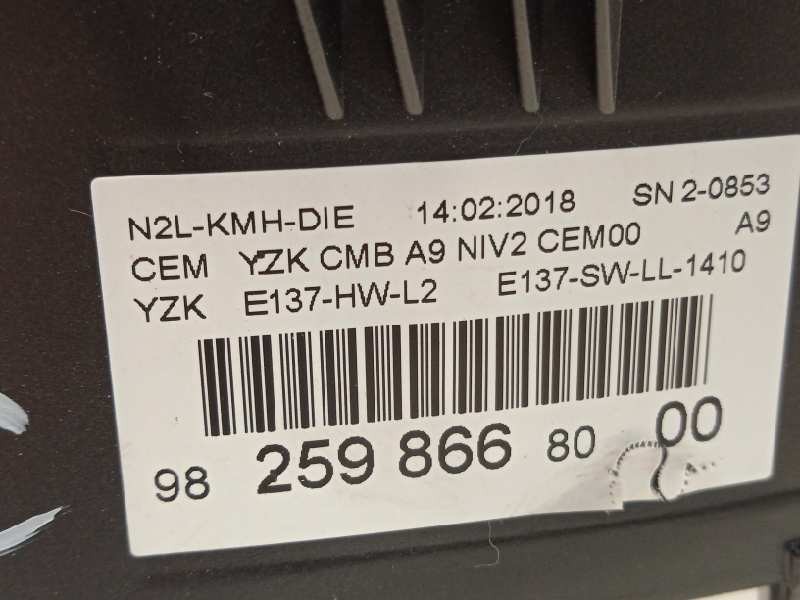 N2L-KMH-DIE 14:02:2018 SN 2-0853
CEM YZK CMB A9 NIV2 CEM00 A9
YZK E137-HW-L2 E137-SW-LL-1410
98 259 866 80 00